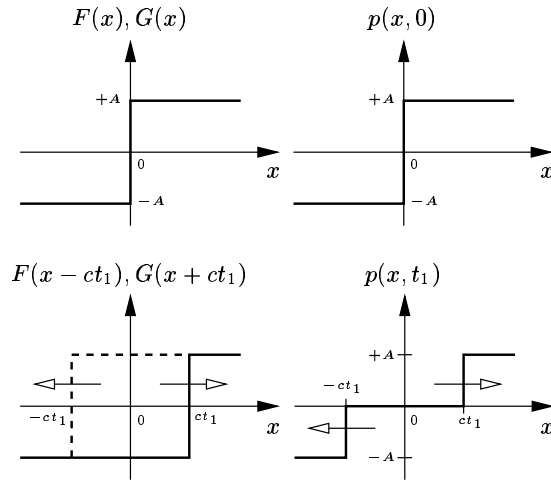 F(x), G(x)
+A
0
x
−A
p(x, 0)
+A
0
x
−A
F(x − ct₁), G(x + ct₁)
−ct₁
0
ct₁
x
p(x, t₁)
+A
−ct₁
0
ct₁
x
−A